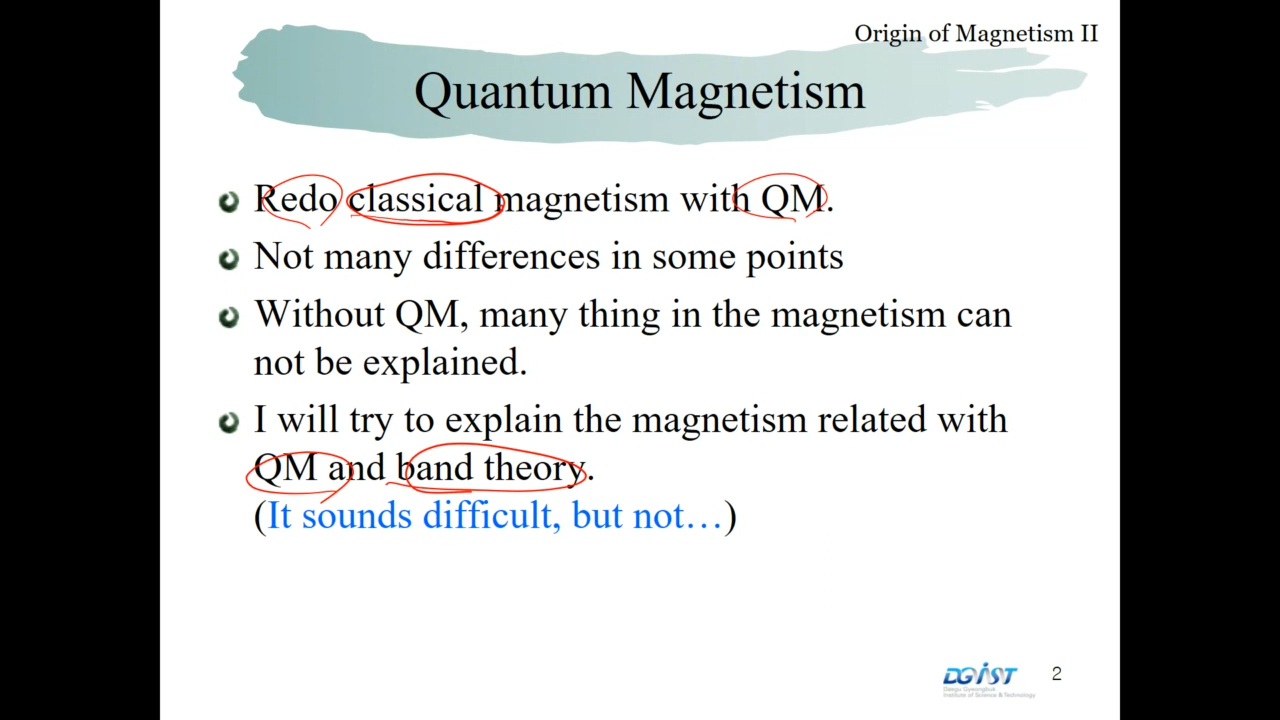 Origin of Magnetism II
Quantum Magnetism
Redo classical magnetism with QM.
Not many differences in some points
Without QM, many thing in the magnetism can
not be explained.
I will try to explain the magnetism related with
QM and band theory.
(It sounds difficult, but not…)
DGIST
Daegu Gyeongbuk
Institute of Science & Technology
2